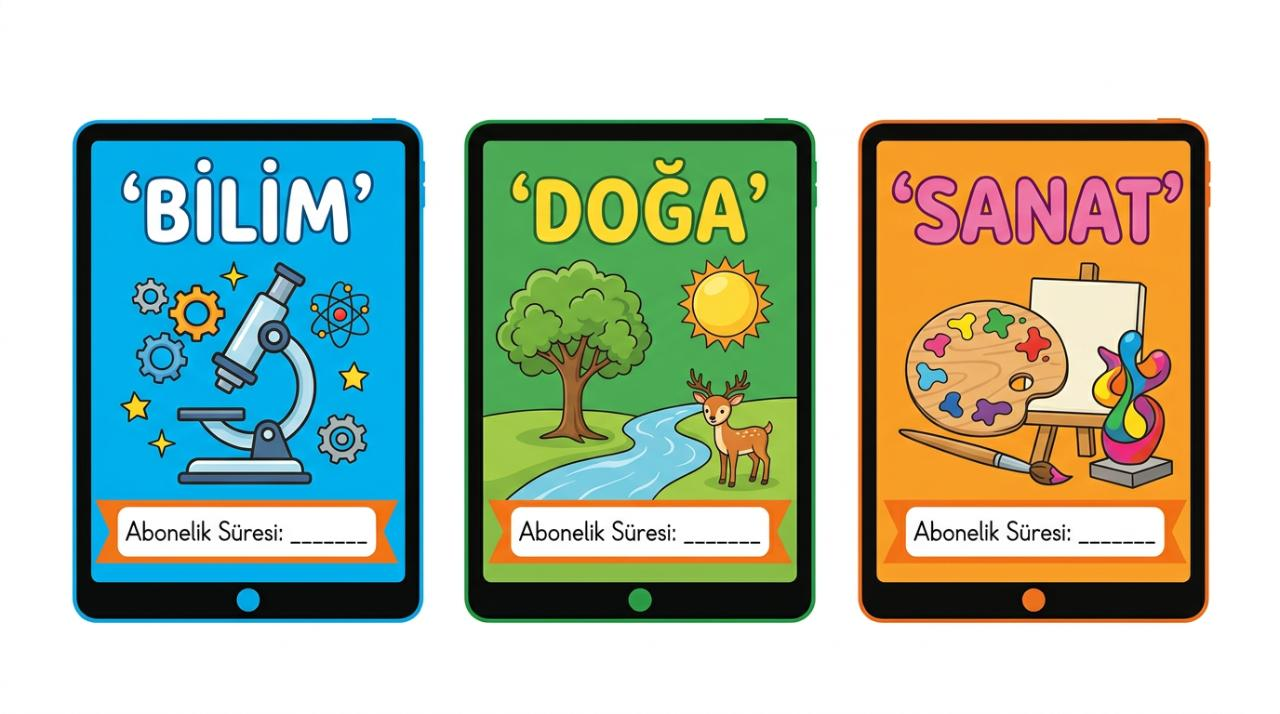 ‘BİLİM’
Abonelik Süresi: _______
‘DOĞA’
Abonelik Süresi: _______
‘SANAT’
Abonelik Süresi: _______